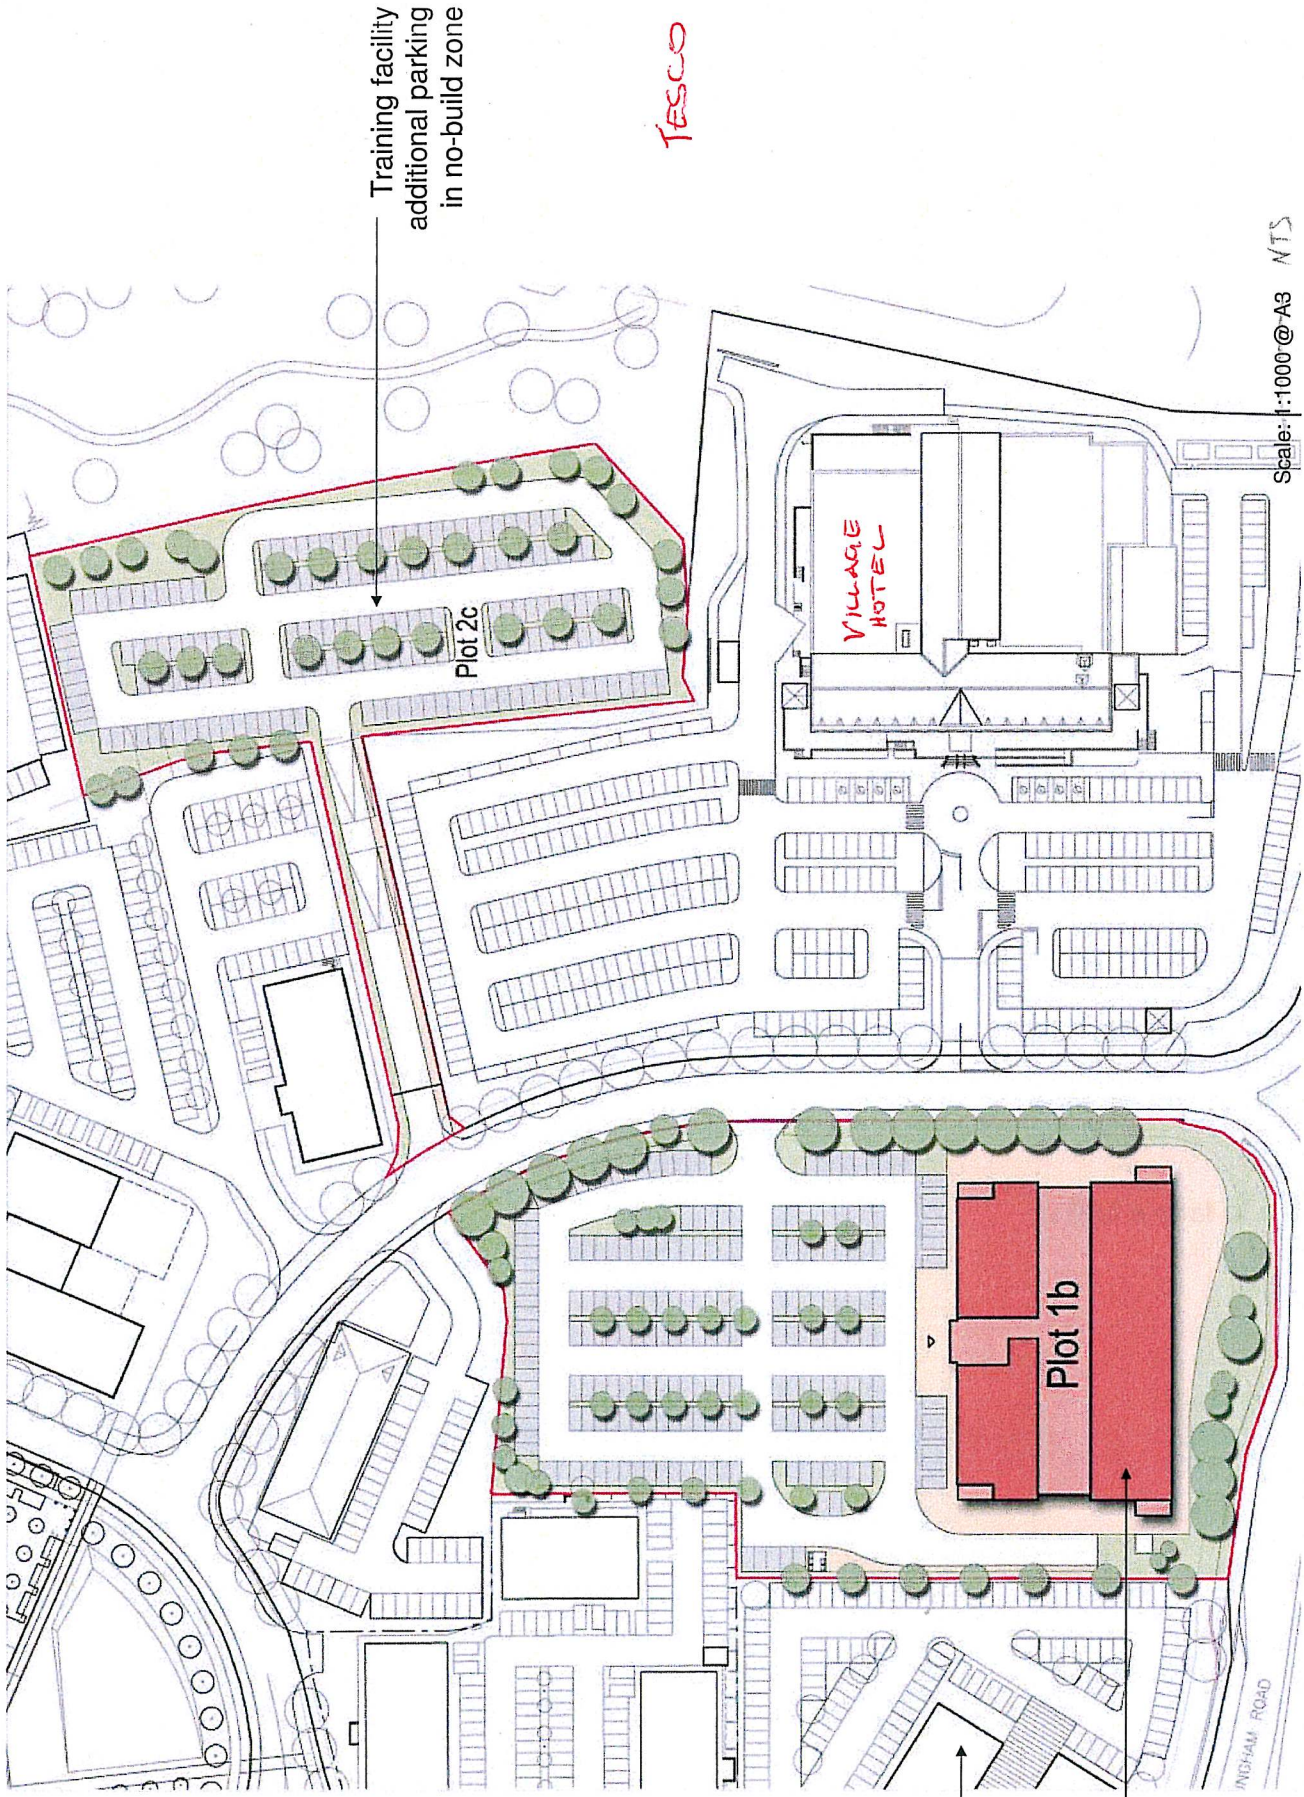 Training facility
additional parking
in no-build zone
TESCO
Plot 2c
VILLAGE
HOTEL
Plot 1b
Scale: 1:1000 @ A3 NTS
INGHAM ROAD